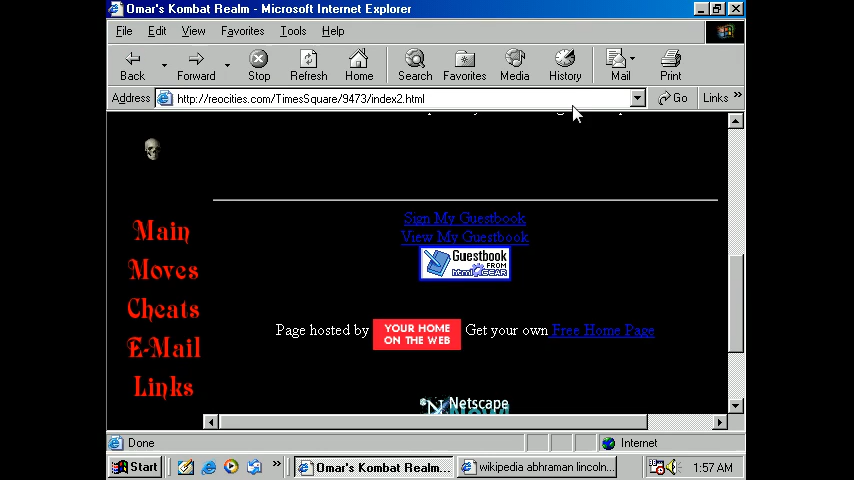 Omar's Kombat Realm - Microsoft Internet Explorer
File Edit View Favorites Tools Help
Back Forward Stop Refresh Home Search Favorites Media History Mail Print
Address http://reocities.com/TimesSquare/9473/index2.html Go Links »
Sign My Guestbook
Main
View My Guestbook
Guestbook
FROM
html GEAR
Moves
Cheats
Page hosted by YOUR HOME ON THE WEB Get your own Free Home Page
E-Mail
Links
Netscape
Done Internet
Start » Omar's Kombat Realm... wikipedia abhraman lincoln... 1:57 AM